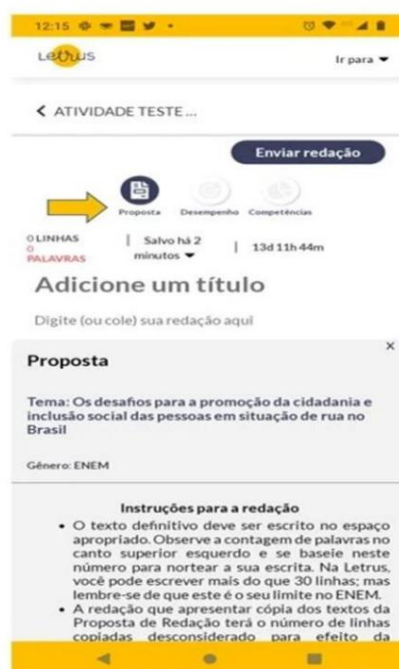 12:15
Letrus
Ir para
ATIVIDADE TESTE ...
Enviar redação
Proposta Desempenho Competências
0 LINHAS
0
PALAVRAS
Salvo há 2
minutos
13d 11h 44m
Adicione um título
Digite (ou cole) sua redação aqui
×
Proposta
Tema: Os desafios para a promoção da cidadania e
inclusão social das pessoas em situação de rua no
Brasil
Gênero: ENEM
Instruções para a redação
• O texto definitivo deve ser escrito no espaço
apropriado. Observe a contagem de palavras no
canto superior esquerdo e se baseie neste
número para nortear a sua escrita. Na Letrus,
você pode escrever mais do que 30 linhas; mas
lembre-se de que este é o seu limite no ENEM.
• A redação que apresentar cópia dos textos da
Proposta de Redação terá o número de linhas
copiadas desconsiderado para efeito da